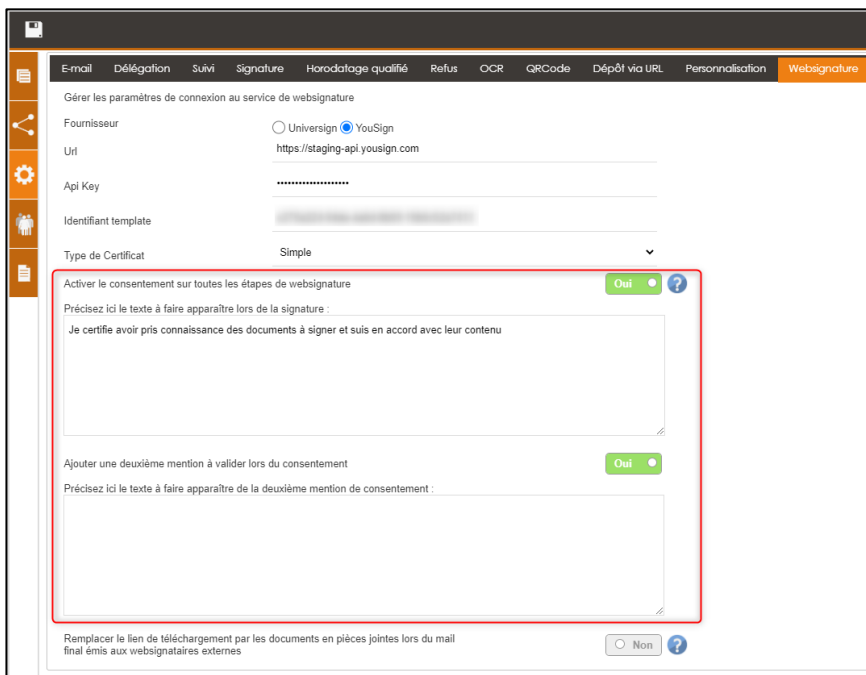 E-mail Délégation Suivi Signature Horodatage qualifié Refus OCR QRCode Dépôt via URL Personnalisation Websignature
Gérer les paramètres de connexion au service de websignature
Fournisseur Universign YouSign
Url https://staging-api.yousign.com
Api Key ••••••••••••••••••••
Identifiant template
Type de Certificat Simple
Activer le consentement sur toutes les étapes de websignature Oui ?
Précisez ici le texte à faire apparaître lors de la signature :
Je certifie avoir pris connaissance des documents à signer et suis en accord avec leur contenu
Ajouter une deuxième mention à valider lors du consentement Oui
Précisez ici le texte à faire apparaître de la deuxième mention de consentement :
Remplacer le lien de téléchargement par les documents en pièces jointes lors du mail
final émis aux websignataires externes Non ?